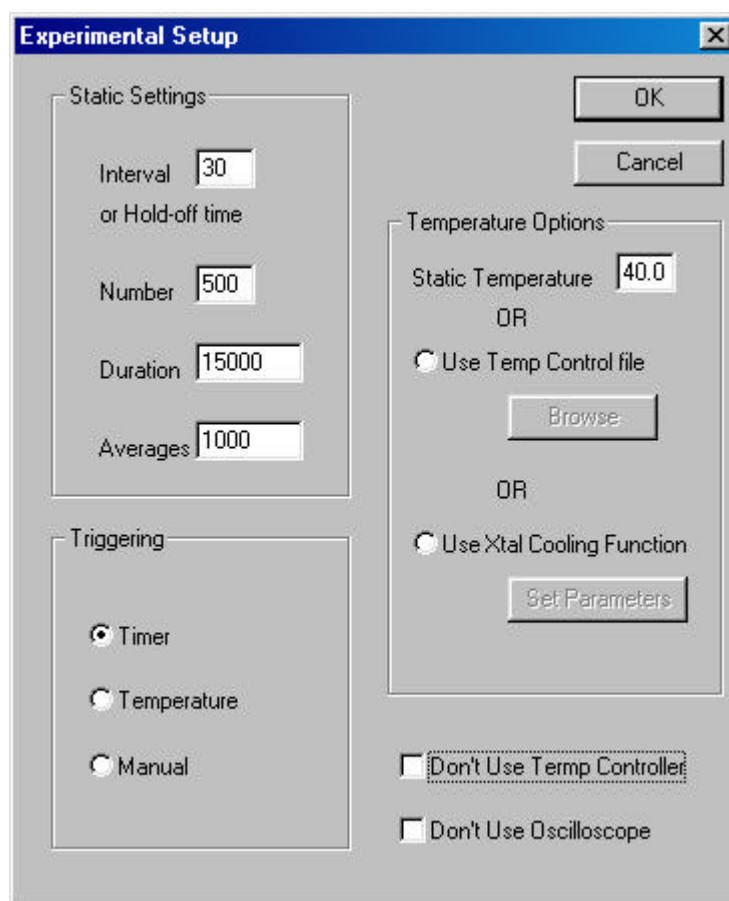 Experimental Setup
Static Settings
Interval 30
or Hold-off time
Number 500
Duration 15000
Averages 1000
Triggering
Timer
Temperature
Manual
OK
Cancel
Temperature Options
Static Temperature 40.0
OR
Use Temp Control file
Browse
OR
Use Xtal Cooling Function
Set Parameters
Don't Use Termp Controller
Don't Use Oscilloscope